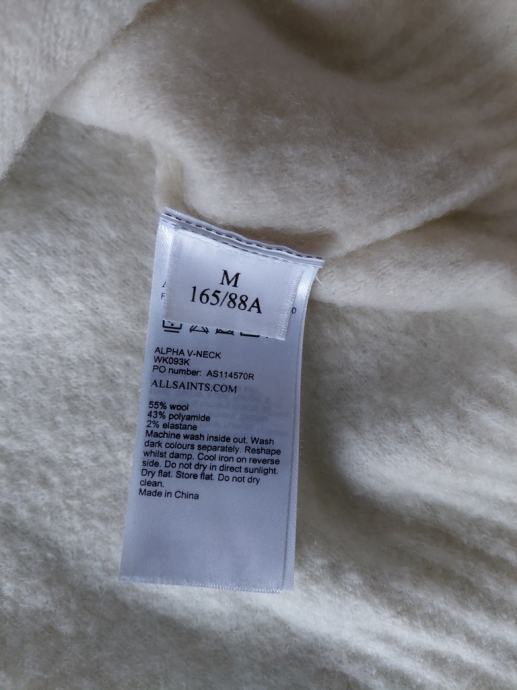 M
165/88A
ALPHA V-NECK
WK093K
PO number: AS114570R
ALLSAINTS.COM
55% wool
43% polyamide
2% elastane
Machine wash inside out. Wash
dark colours separately. Reshape
whilst damp. Cool iron on reverse
side. Do not dry in direct sunlight.
Dry flat. Store flat. Do not dry
clean.
Made in China